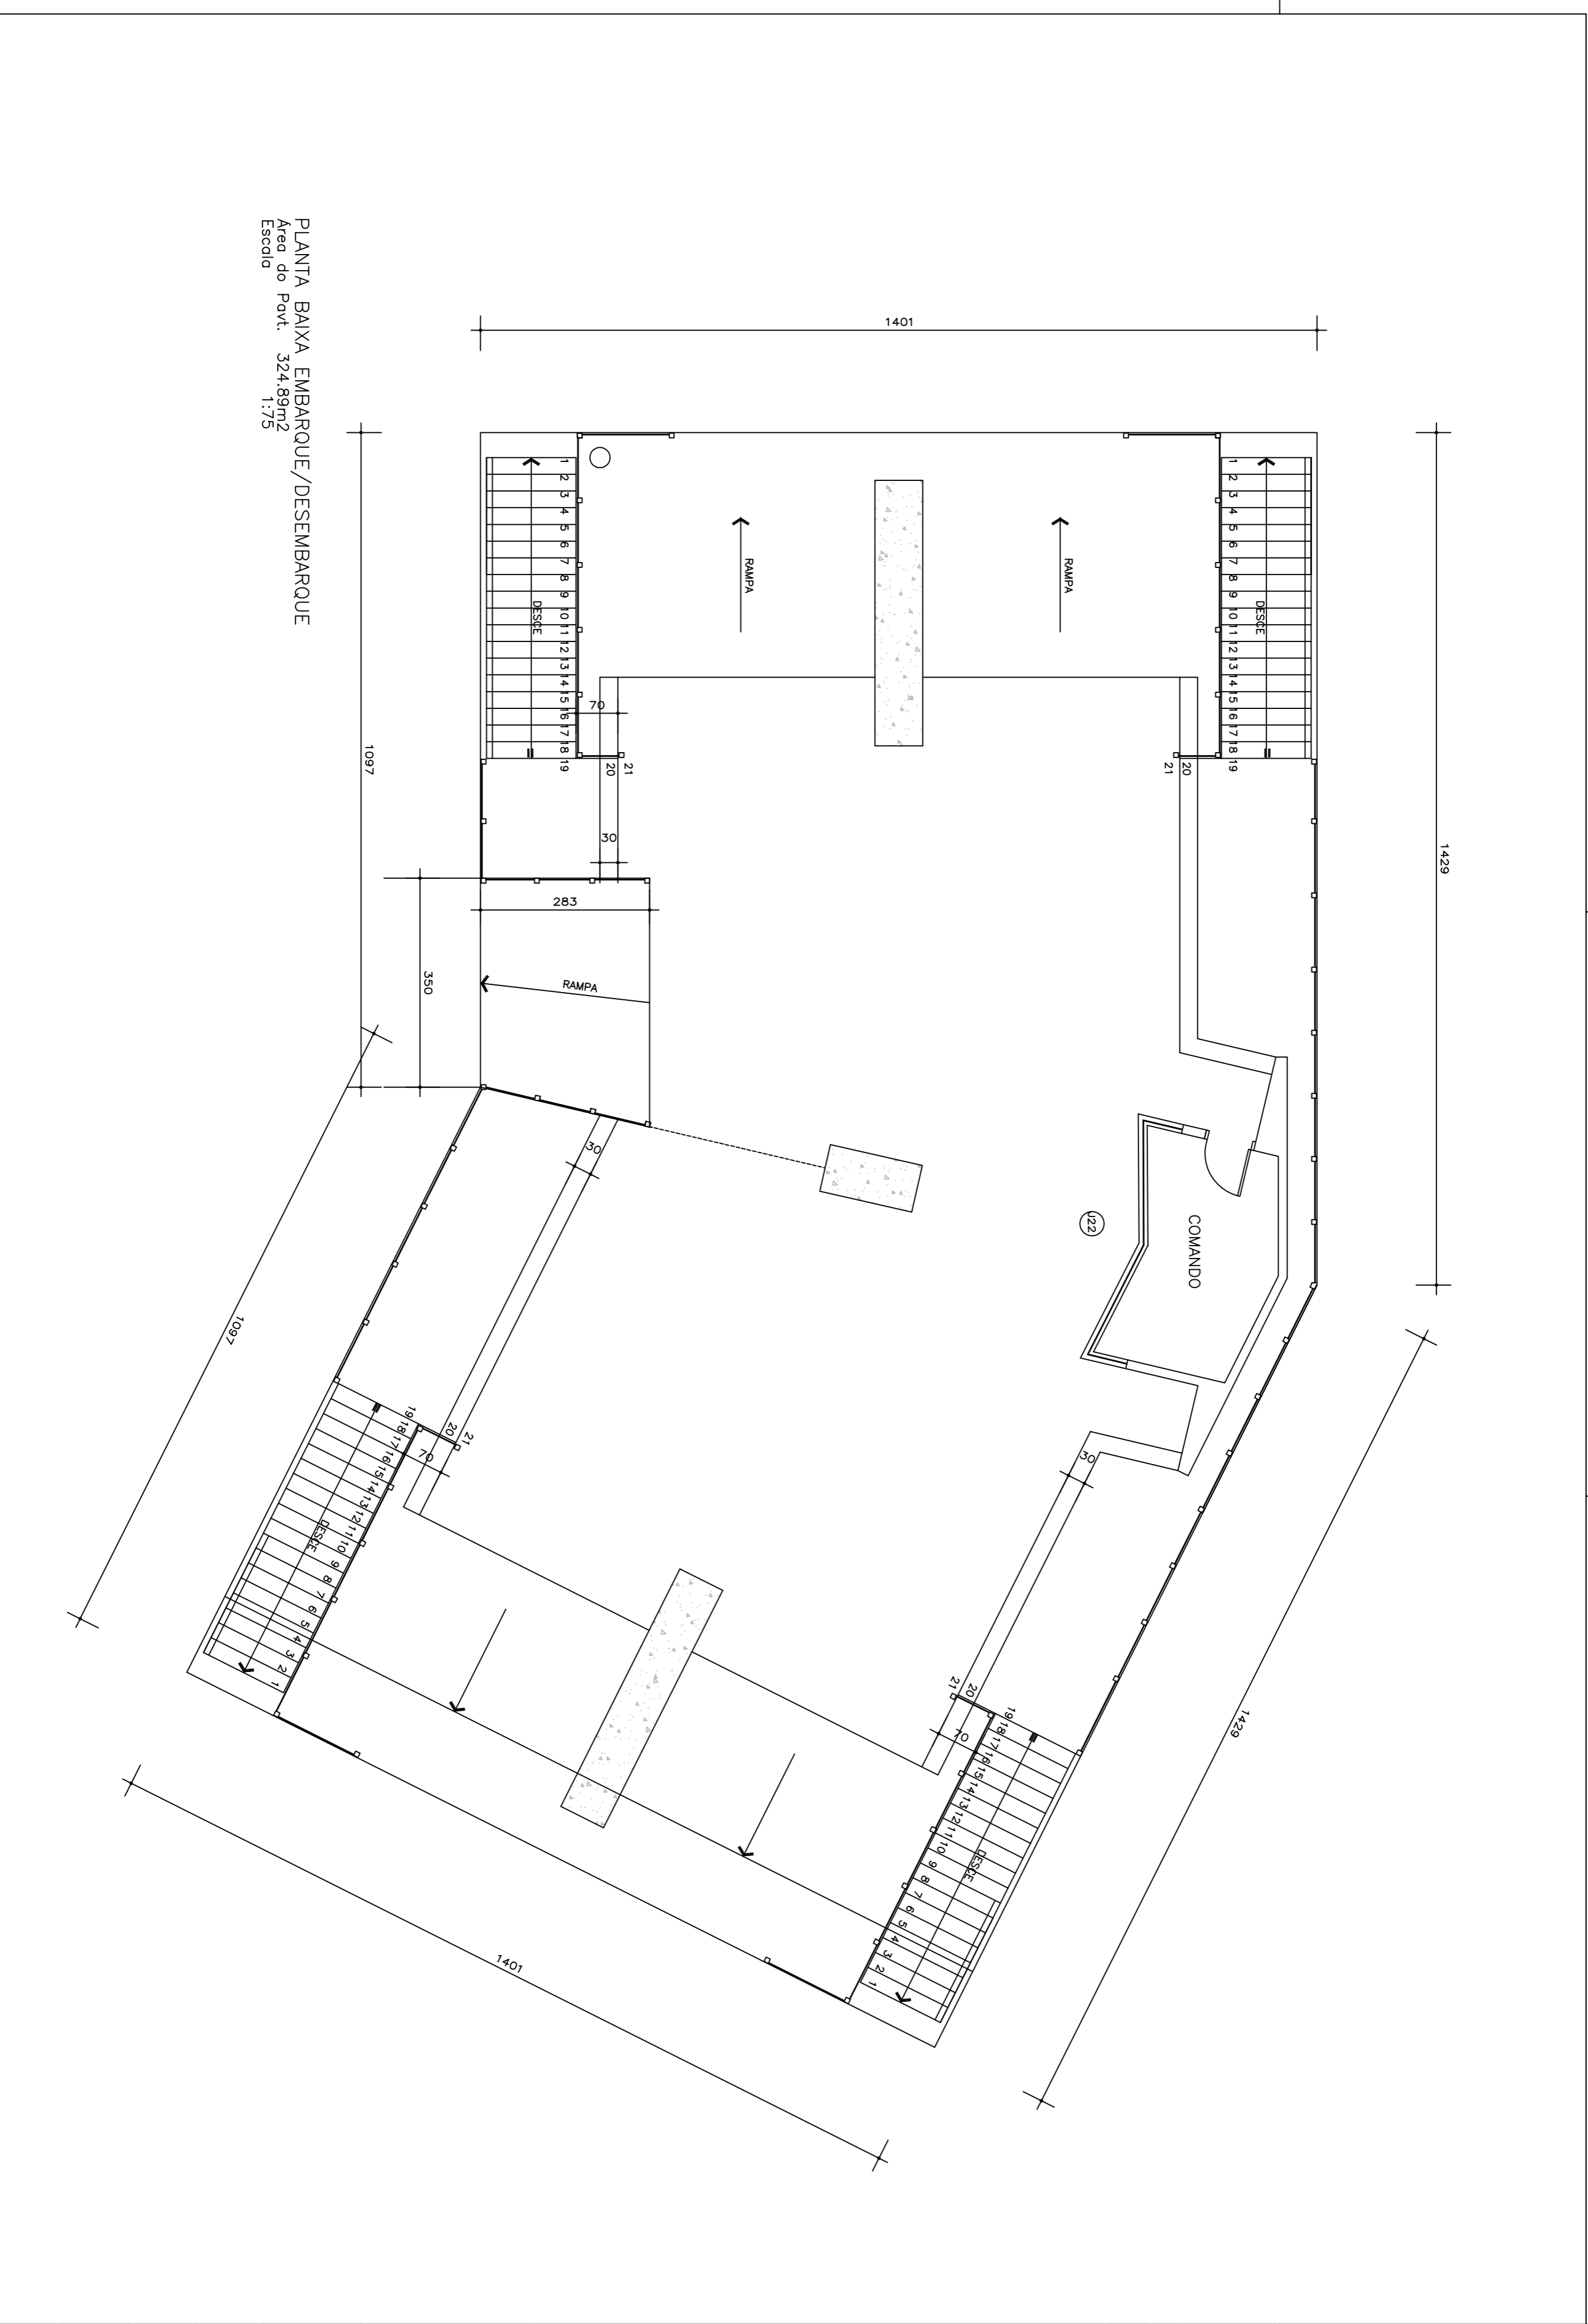 PLANTA BAIXA EMBARQUE/DESEMBARQUE
Área do Pavt. 324.89m2
Escala 1:75
1401
1429
1097
350
283
RAMPA
RAMPA
RAMPA
DESCE
1 2 3 4 5 6 7 8 9 10 11 12 13 14 15 16 17 18 19
20
21
70
30
DESCE
1 2 3 4 5 6 7 8 9 10 11 12 13 14 15 16 17 18 19
20
21
COMANDO
J22
30
1097
DESCE
19 18 17 16 15 14 13 12 11 10 9 8 7 6 5 4 3 2 1
20
21
70
30
1429
DESCE
19 18 17 16 15 14 13 12 11 10 9 8 7 6 5 4 3 2 1
20
21
70
1401